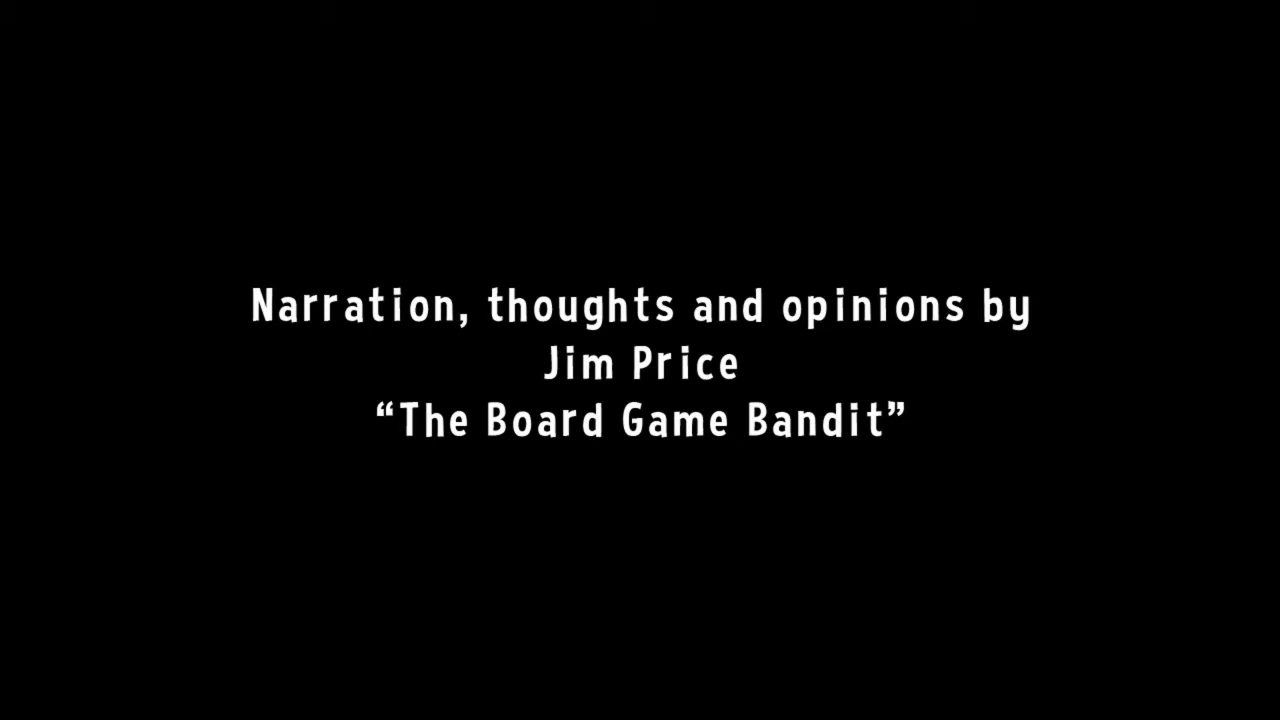 Narration, thoughts and opinions by
Jim Price
“The Board Game Bandit”